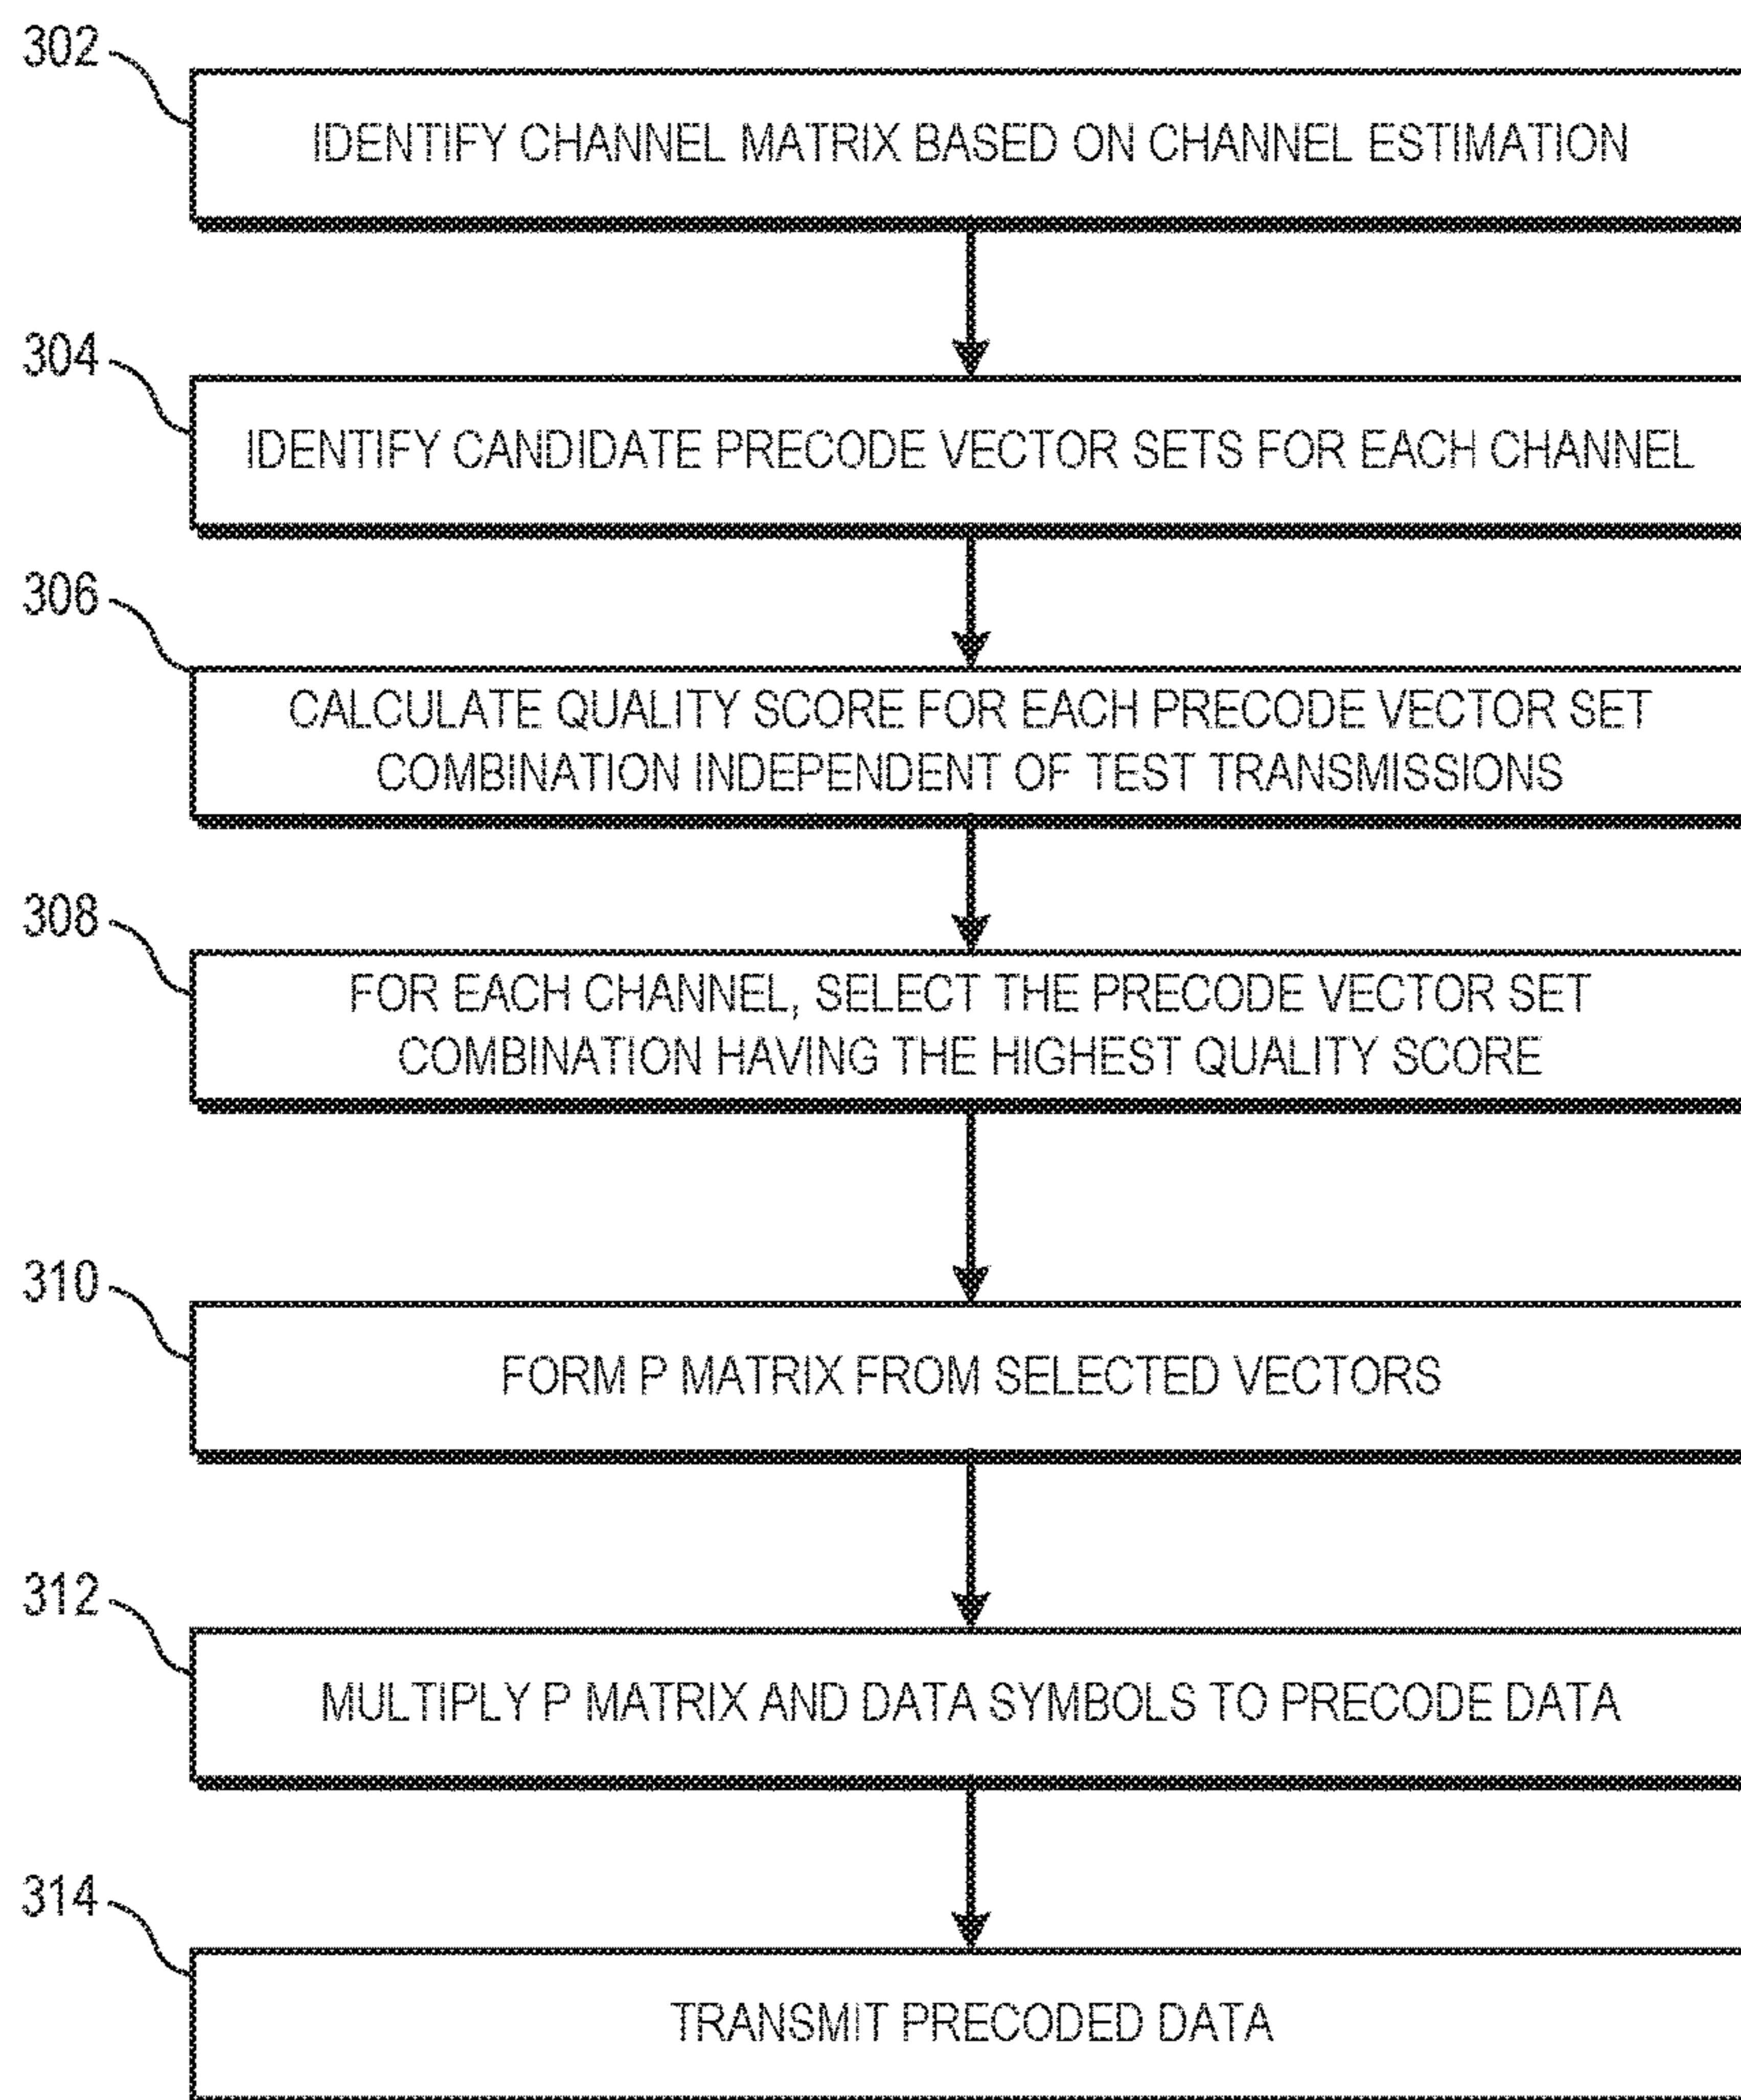 302
IDENTIFY CHANNEL MATRIX BASED ON CHANNEL ESTIMATION
304
IDENTIFY CANDIDATE PRECODE VECTOR SETS FOR EACH CHANNEL
306
CALCULATE QUALITY SCORE FOR EACH PRECODE VECTOR SET
COMBINATION INDEPENDENT OF TEST TRANSMISSIONS
308
FOR EACH CHANNEL, SELECT THE PRECODE VECTOR SET
COMBINATION HAVING THE HIGHEST QUALITY SCORE
310
FORM P MATRIX FROM SELECTED VECTORS
312
MULTIPLY P MATRIX AND DATA SYMBOLS TO PRECODE DATA
314
TRANSMIT PRECODED DATA